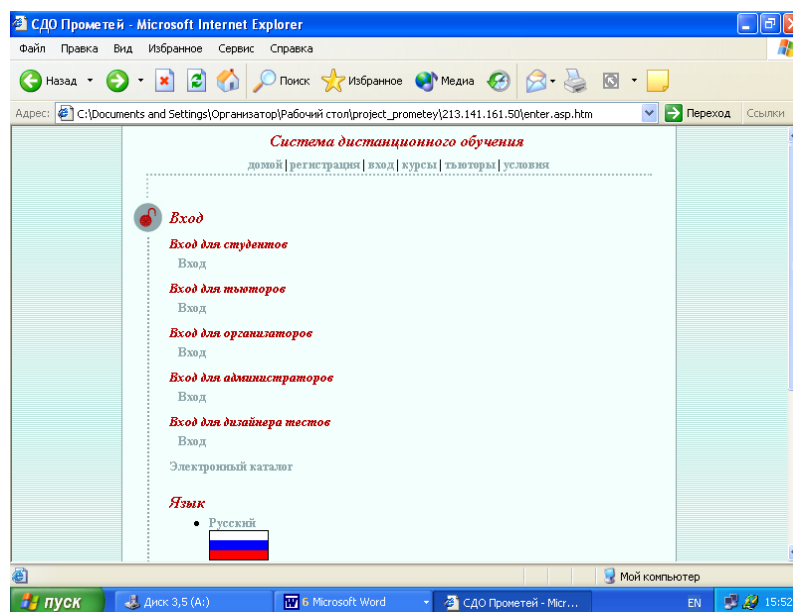 СДО Прометей - Microsoft Internet Explorer
Файл Правка Вид Избранное Сервис Справка
Назад Поиск Избранное Медиа
Адрес: C:\Documents and Settings\Организатор\Рабочий стол\project_prometey\213.141.161.50\enter.asp.htm Переход Ссылки
Система дистанционного обучения
домой | регистрация | вход | курсы | тьюторы | условия
Вход
Вход для студентов
Вход
Вход для тьюторов
Вход
Вход для организаторов
Вход
Вход для администраторов
Вход
Вход для дизайнера тестов
Вход
Электронный каталог
Язык
Русский
Мой компьютер
пуск Диск 3,5 (A:) 6 Microsoft Word СДО Прометей - Micr... EN 15:52